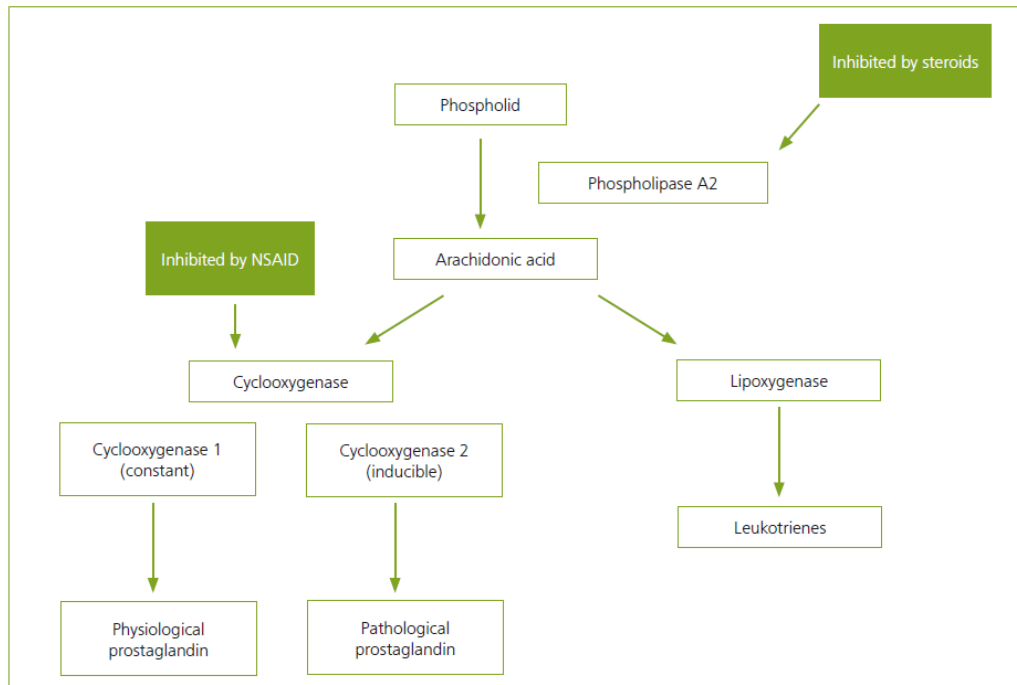 Inhibited by steroids
Phospholid
Phospholipase A2
Inhibited by NSAID
Arachidonic acid
Cyclooxygenase
Lipoxygenase
Cyclooxygenase 1
(constant)
Cyclooxygenase 2
(inducible)
Leukotrienes
Physiological
prostaglandin
Pathological
prostaglandin